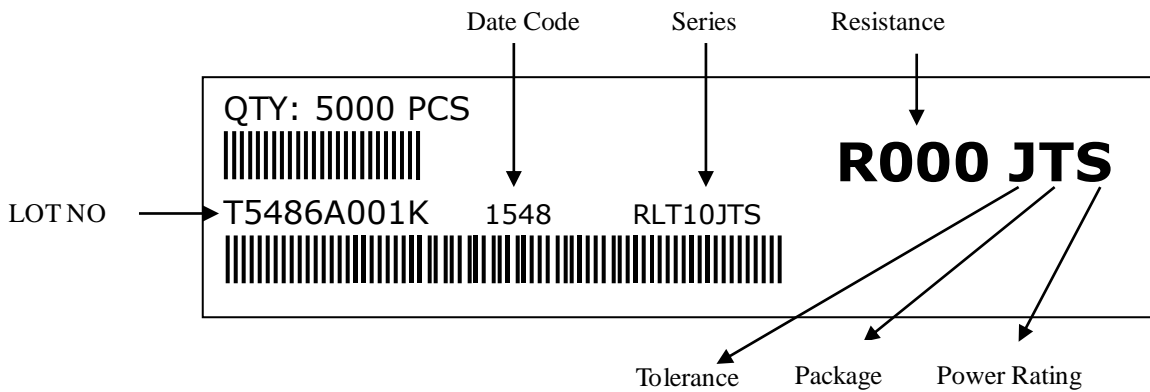 Date Code Series Resistance
QTY: 5000 PCS
R000 JTS
LOT NO T5486A001K 1548 RLT10JTS
Tolerance Package Power Rating